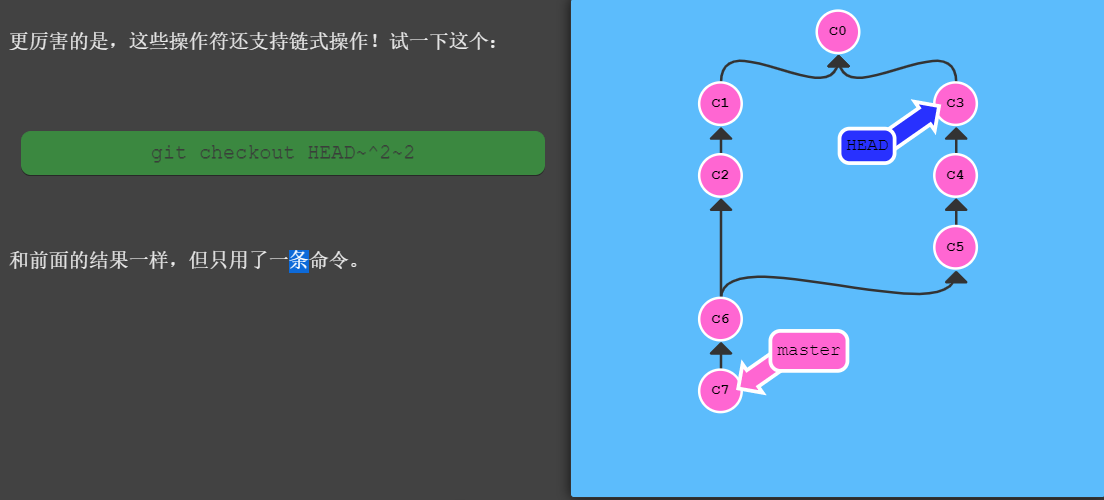 更厉害的是，这些操作符还支持链式操作！试一下这个：
git checkout HEAD~^2~2
和前面的结果一样，但只用了一条命令。
C0
C1
C3
HEAD
C2
C4
C5
C6
master
C7